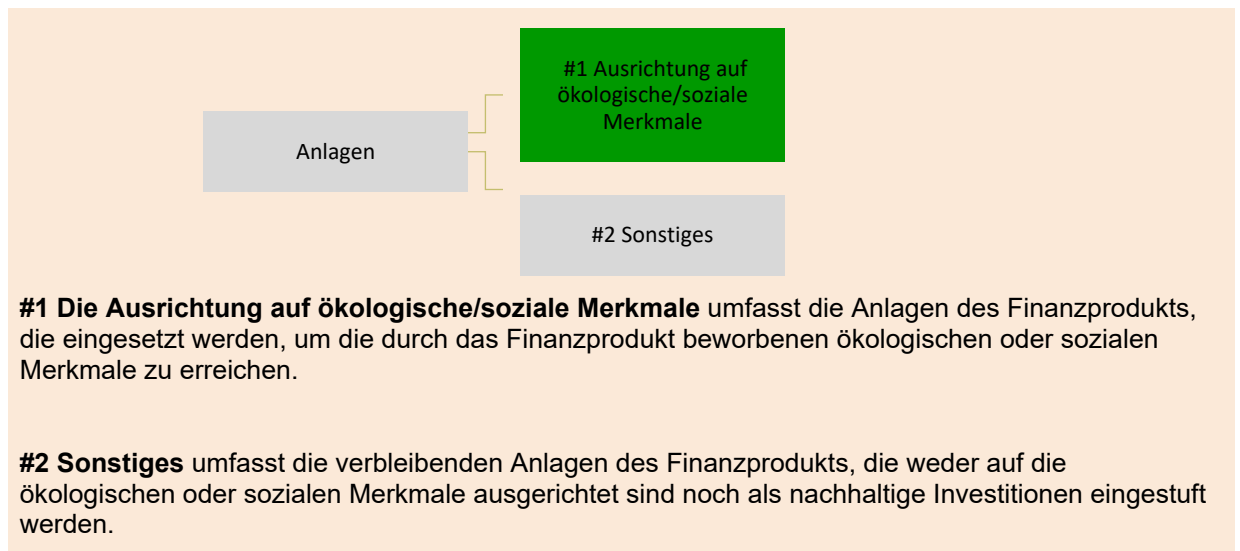 #1 Ausrichtung auf
ökologische/soziale
Merkmale
Anlagen
#2 Sonstiges
#1 Die Ausrichtung auf ökologische/soziale Merkmale umfasst die Anlagen des Finanzprodukts,
die eingesetzt werden, um die durch das Finanzprodukt beworbenen ökologischen oder sozialen
Merkmale zu erreichen.
#2 Sonstiges umfasst die verbleibenden Anlagen des Finanzprodukts, die weder auf die
ökologischen oder sozialen Merkmale ausgerichtet sind noch als nachhaltige Investitionen eingestuft
werden.